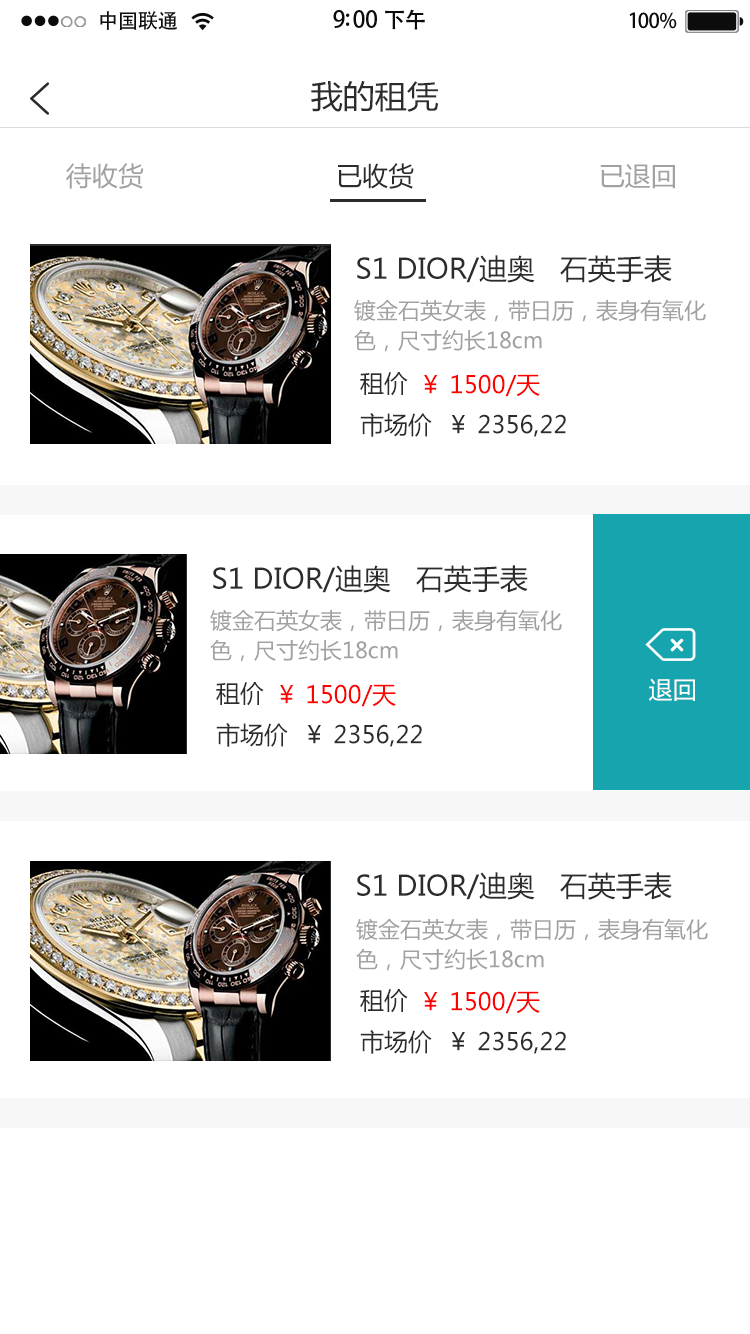 中国联通
9:00 下午
100%
我的租凭
待收货
已收货
已退回
S1 DIOR/迪奥 石英手表
镀金石英女表，带日历，表身有氧化
色，尺寸约长18cm
租价 ¥ 1500/天
市场价 ¥ 2356,22
S1 DIOR/迪奥 石英手表
镀金石英女表，带日历，表身有氧化
色，尺寸约长18cm
租价 ¥ 1500/天
市场价 ¥ 2356,22
退回
S1 DIOR/迪奥 石英手表
镀金石英女表，带日历，表身有氧化
色，尺寸约长18cm
租价 ¥ 1500/天
市场价 ¥ 2356,22